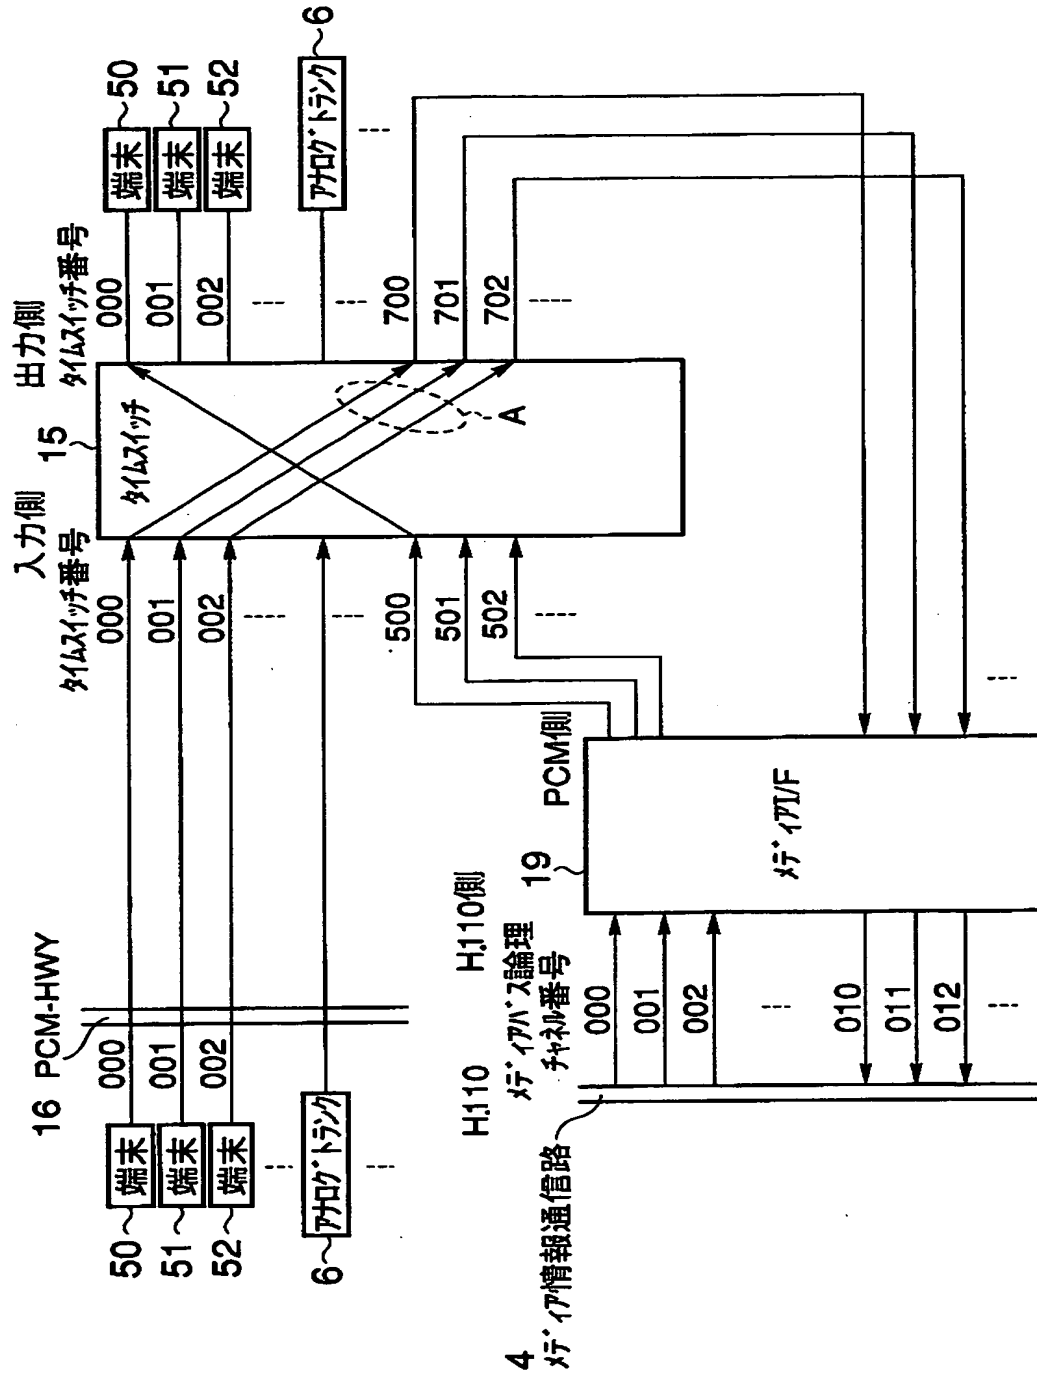 16 PCM-HWY
入力側
タイムスイッチ番号
15
出力側
タイムスイッチ番号
50
端末
000
000
タイムスイッチ
000
端末
50
51
端末
001
001
001
端末
51
52
端末
002
002
002
端末
52
6
アナログトランク
アナログトランク
6
500
501
502
A
700
701
702
4
メディア情報通信路
H.110
メディアバス論理
チャネル番号
H.110側
19
PCM側
メディアI/F
000
001
002
010
011
012